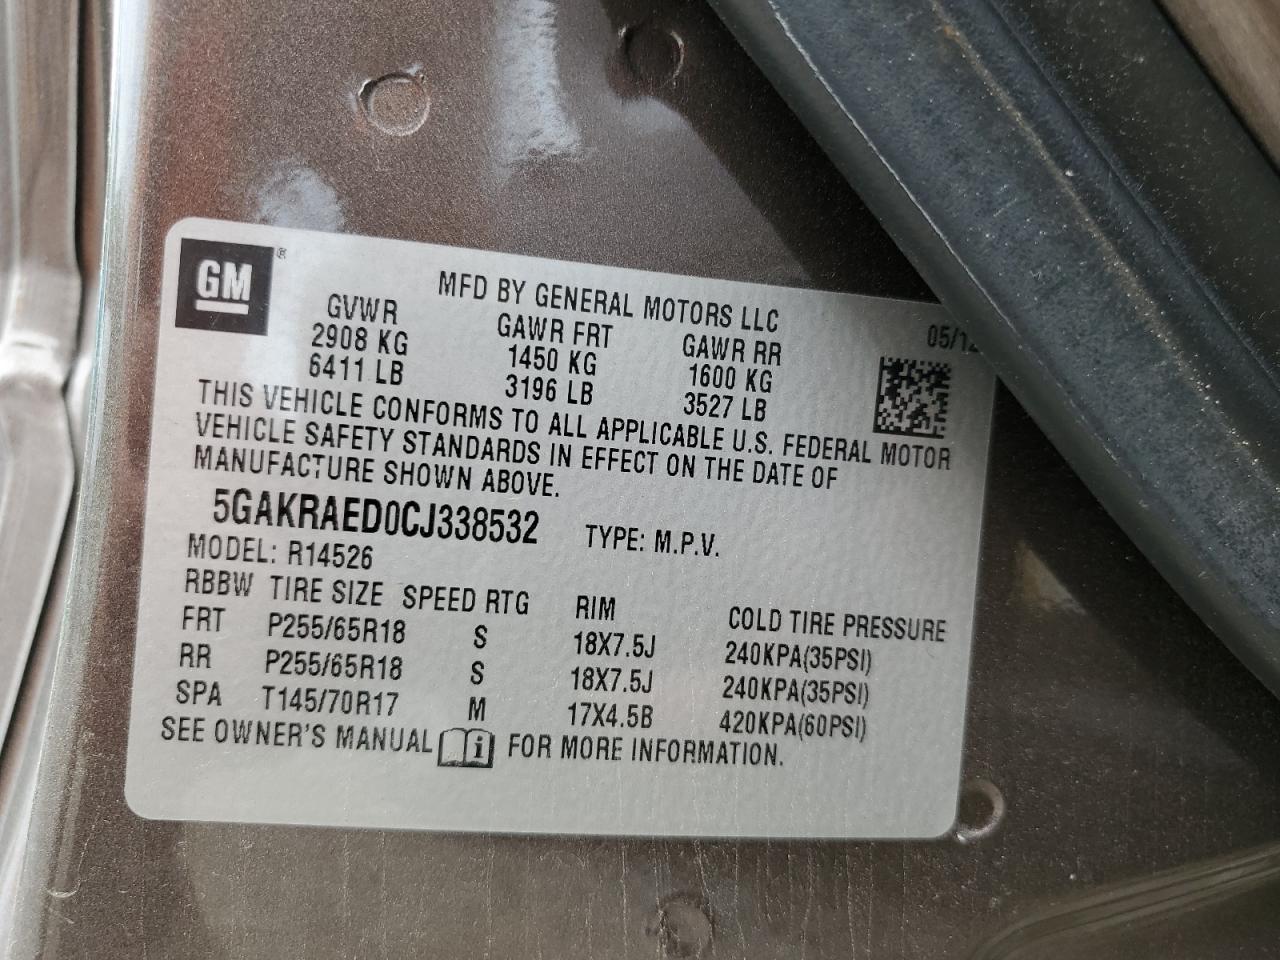 GM ®
MFD BY GENERAL MOTORS LLC
05/12
GVWR GAWR FRT GAWR RR
2908 KG 1450 KG 1600 KG
6411 LB 3196 LB 3527 LB
THIS VEHICLE CONFORMS TO ALL APPLICABLE U.S. FEDERAL MOTOR
VEHICLE SAFETY STANDARDS IN EFFECT ON THE DATE OF
MANUFACTURE SHOWN ABOVE.
5GAKRAED0CJ338532 TYPE: M.P.V.
MODEL: R14526
RBBW TIRE SIZE SPEED RTG RIM COLD TIRE PRESSURE
FRT P255/65R18 S 18X7.5J 240KPA(35PSI)
RR P255/65R18 S 18X7.5J 240KPA(35PSI)
SPA T145/70R17 M 17X4.5B 420KPA(60PSI)
SEE OWNER'S MANUAL i FOR MORE INFORMATION.